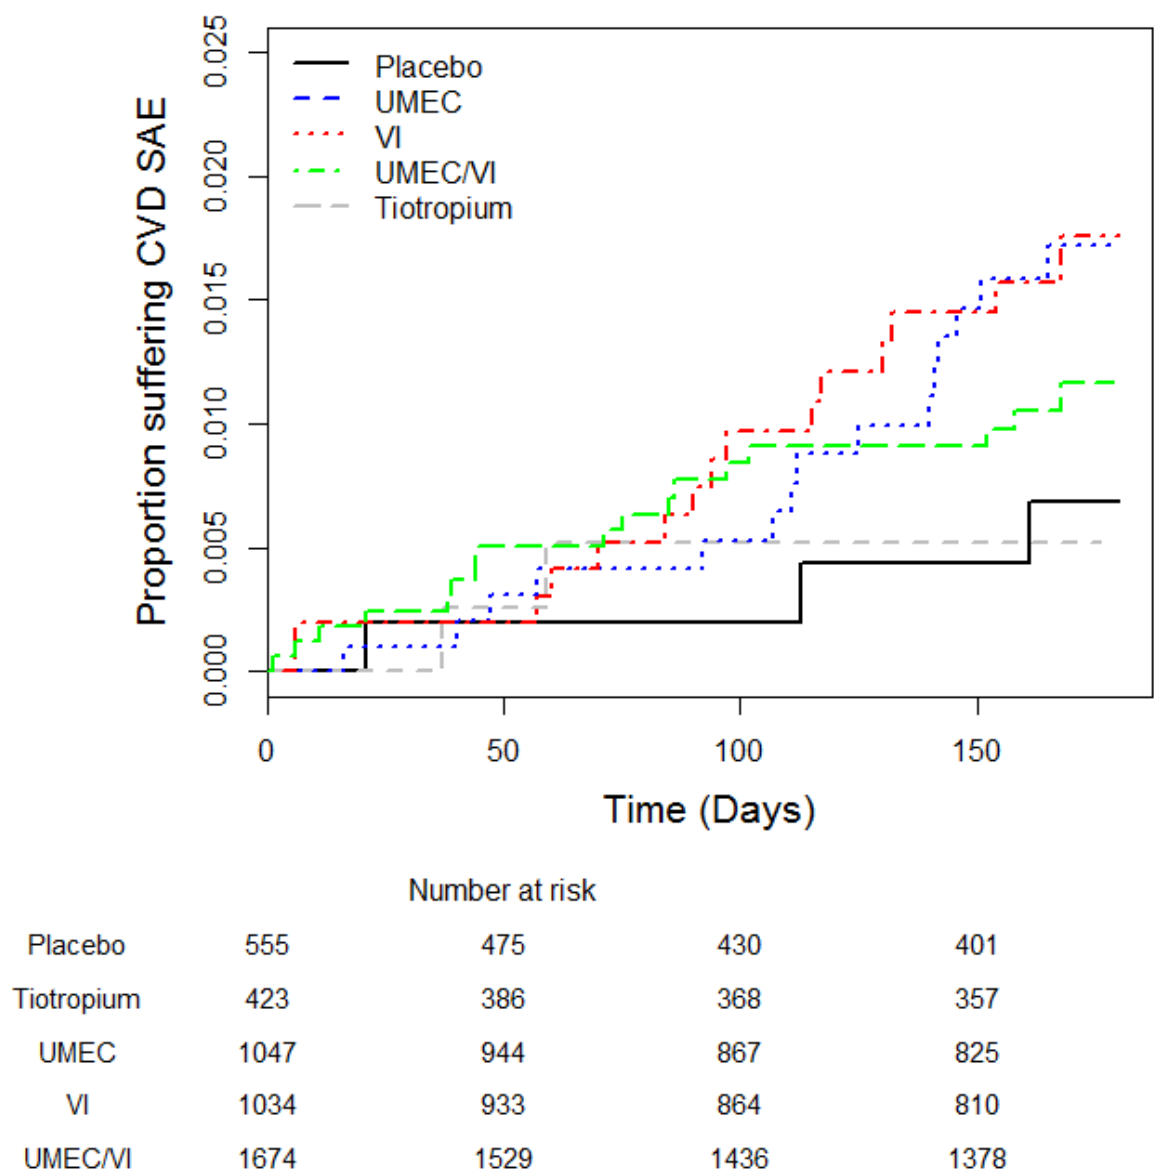 Proportion suffering CVD SAE
0.025
0.020
0.015
0.010
0.005
0.000
Placebo
UMEC
VI
UMEC/VI
Tiotropium
0 50 100 150
Time (Days)
Number at risk
Placebo 555 475 430 401
Tiotropium 423 386 368 357
UMEC 1047 944 867 825
VI 1034 933 864 810
UMEC/VI 1674 1529 1436 1378